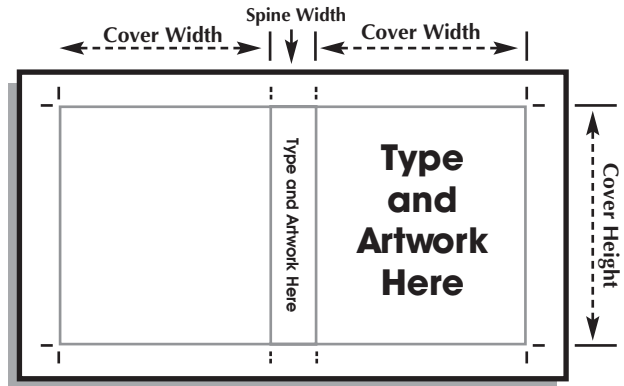 Spine Width
Cover Width
Cover Width
Type and Artwork Here
Type
and
Artwork
Here
Cover Height